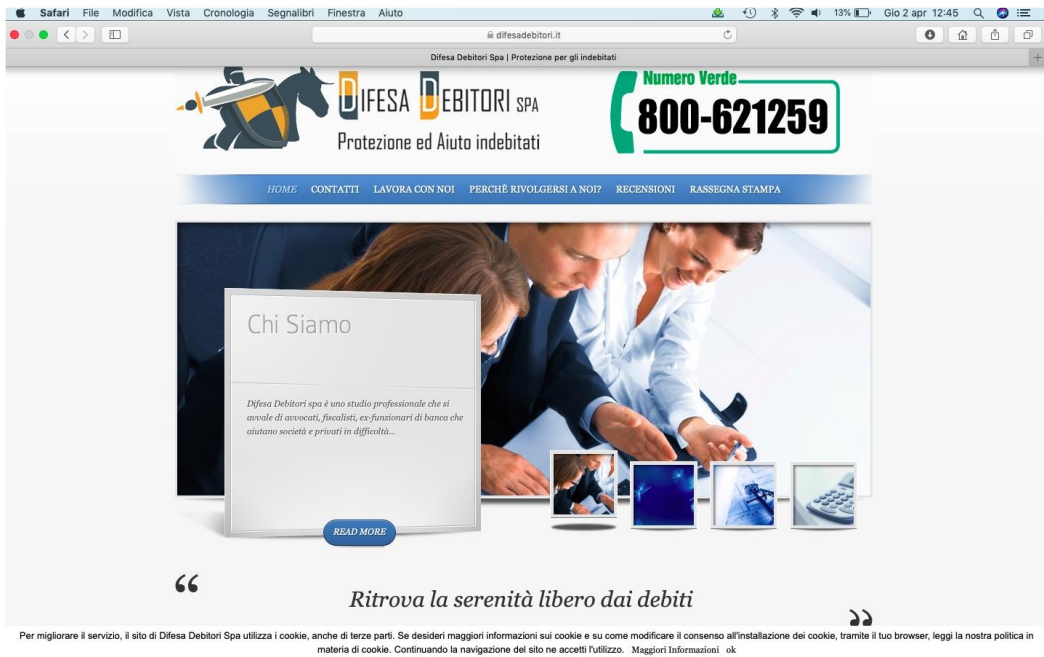 Safari File Modifica Vista Cronologia Segnalibri Finestra Aiuto 13% Gio 2 apr 12:45
difesadebitori.it
Difesa Debitori Spa | Protezione per gli indebitati
DIFESA DEBITORI SPA
Protezione ed Aiuto indebitati
Numero Verde
800-621259
HOME CONTATTI LAVORA CON NOI PERCHÈ RIVOLGERSI A NOI? RECENSIONI RASSEGNA STAMPA
Chi Siamo
Difesa Debitori spa è uno studio professionale che si
avvale di avvocati, fiscalisti, ex-funzionari di banca che
aiutano società e privati in difficoltà...
READ MORE
“
Ritrova la serenità libero dai debiti
”
Per migliorare il servizio, il sito di Difesa Debitori Spa utilizza i cookie, anche di terze parti. Se desideri maggiori informazioni sui cookie e su come modificare il consenso all'installazione dei cookie, tramite il tuo browser, leggi la nostra politica in
materia di cookie. Continuando la navigazione del sito ne accetti l'utilizzo. Maggiori Informazioni ok